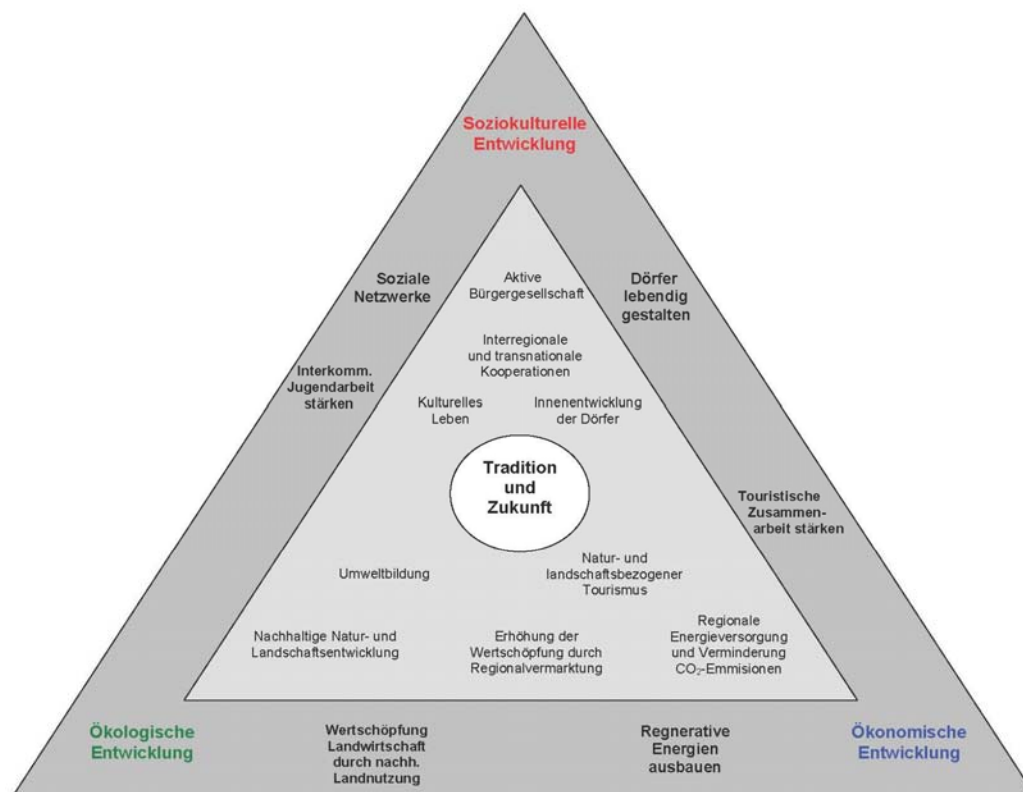 Soziokulturelle
Entwicklung
Soziale
Netzwerke
Aktive
Bürgergesellschaft
Dörfer
lebendig
gestalten
Interregionale
und transnationale
Kooperationen
Interkomm.
Jugendarbeit
stärken
Kulturelles
Leben
Innenentwicklung
der Dörfer
Tradition
und
Zukunft
Touristische
Zusammen-
arbeit stärken
Umweltbildung
Natur- und
landschaftsbezogener
Tourismus
Nachhaltige Natur- und
Landschaftsentwicklung
Erhöhung der
Wertschöpfung durch
Regionalvermarktung
Regionale
Energieversorgung
und Verminderung
CO₂-Emmisionen
Ökologische
Entwicklung
Wertschöpfung
Landwirtschaft
durch nachh.
Landnutzung
Regnerative
Energien
ausbauen
Ökonomische
Entwicklung